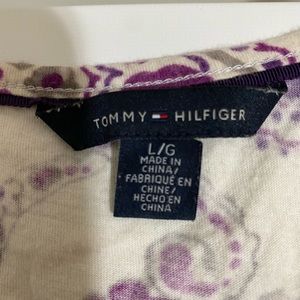 TOMMY HILFIGER
L/G
MADE IN
CHINA/
FABRIQUÉ EN
CHINE/
HECHO EN
CHINA